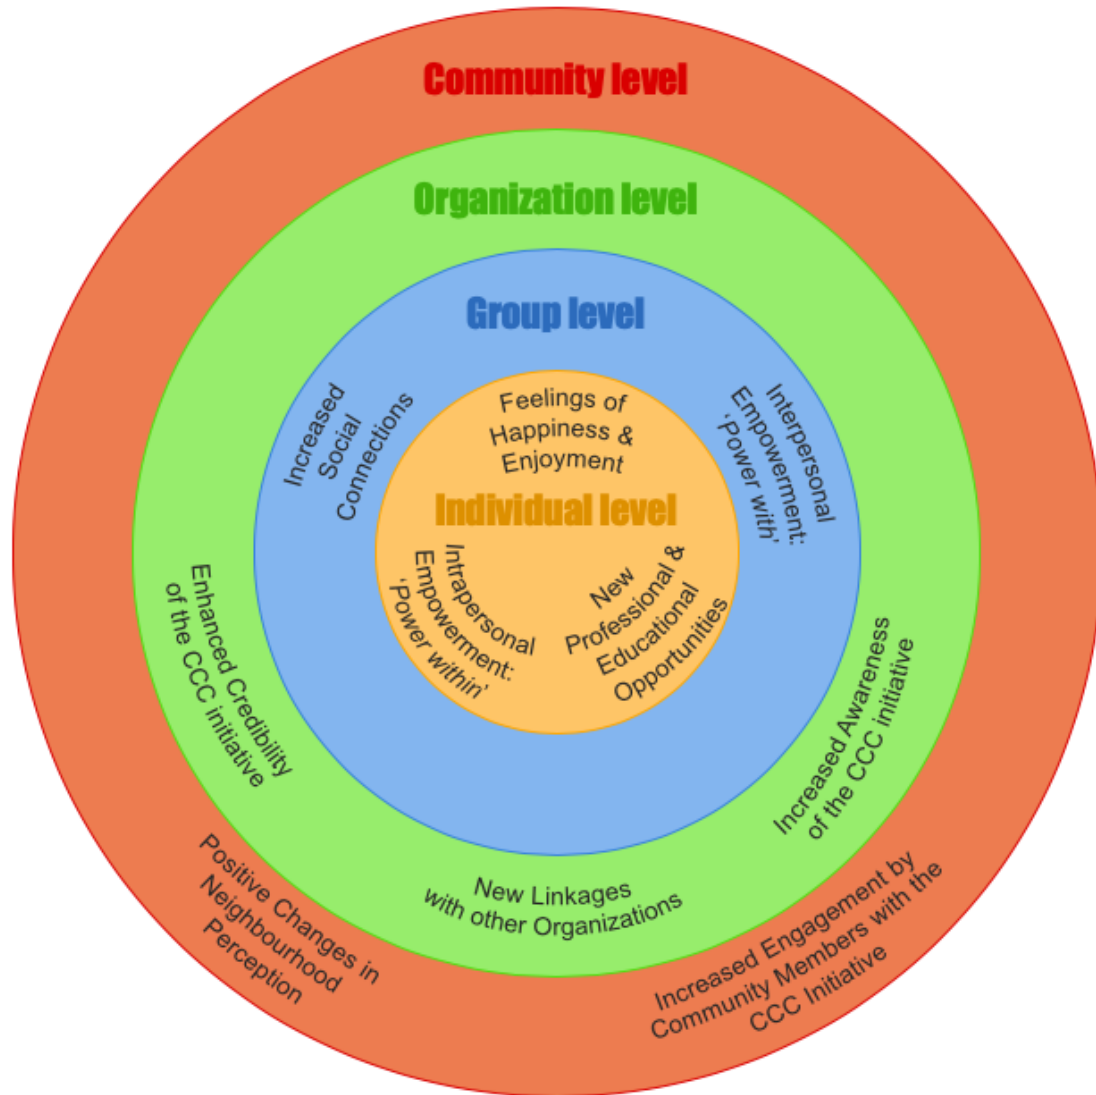 Community level
Organization level
Group level
Increased
Social
Connections
Interpersonal
Empowerment:
‘Power with’
Feelings of
Happiness &
Enjoyment
Individual level
Intrapersonal
Empowerment:
‘Power within’
New
Professional &
Educational
Opportunities
Enhanced Credibility
of the CCC initiative
Increased Awareness
of the CCC initiative
New Linkages
with other Organizations
Positive Changes in
Neighbourhood
Perception
Increased Engagement by
Community Members with the
CCC Initiative